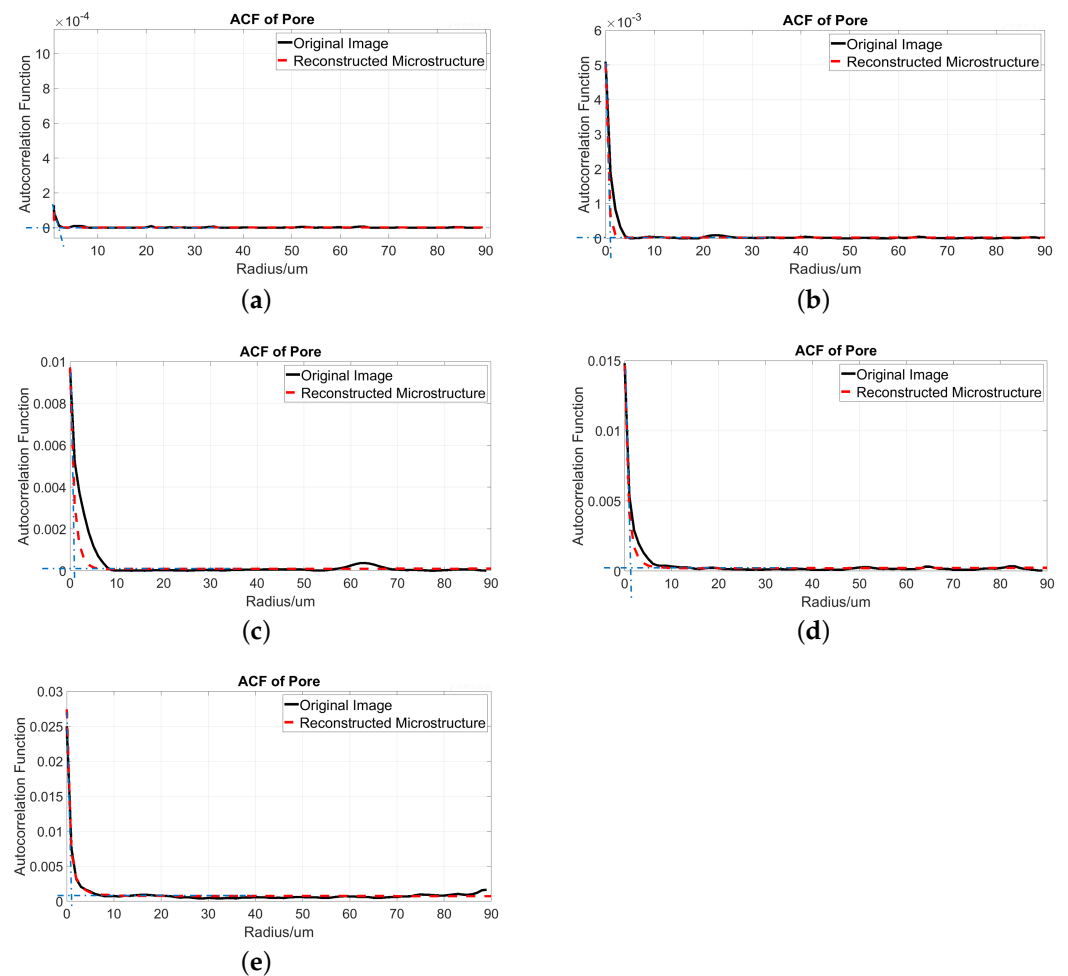 ×10⁻⁴
ACF of Pore
Original Image
Reconstructed Microstructure
Autocorrelation Function
10
8
6
4
2
0
10 20 30 40 50 60 70 80 90
Radius/um
(a)
×10⁻³
ACF of Pore
Original Image
Reconstructed Microstructure
Autocorrelation Function
6
5
4
3
2
1
0
0 10 20 30 40 50 60 70 80 90
Radius/um
(b)
ACF of Pore
Original Image
Reconstructed Microstructure
Autocorrelation Function
0.01
0.008
0.006
0.004
0.002
0
0 10 20 30 40 50 60 70 80 90
Radius/um
(c)
ACF of Pore
Original Image
Reconstructed Microstructure
Autocorrelation Function
0.015
0.01
0.005
0
0 10 20 30 40 50 60 70 80 90
Radius/um
(d)
ACF of Pore
Original Image
Reconstructed Microstructure
Autocorrelation Function
0.03
0.025
0.02
0.015
0.01
0.005
0
0 10 20 30 40 50 60 70 80 90
Radius/um
(e)